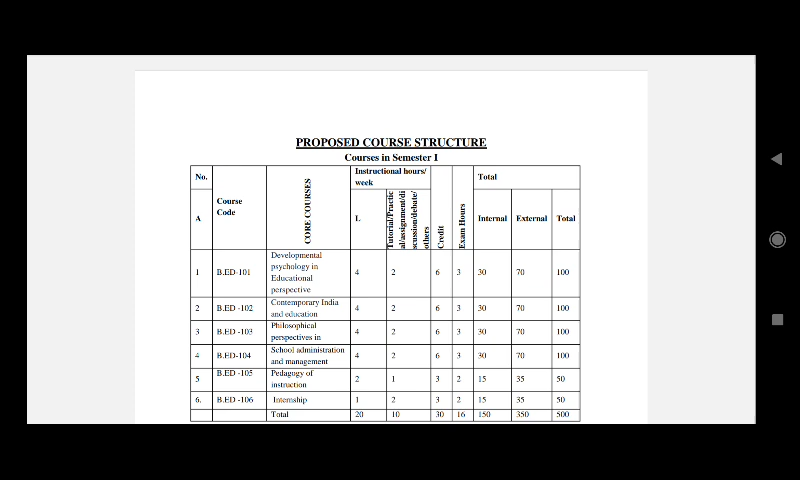 PROPOSED COURSE STRUCTURE
Courses in Semester I
No. Course Code CORE COURSES Instructional hours/ week Credit Exam Hours Total
A L Tutorial/Practic al/assignment/di scussion/debate/ others Internal External Total
1 B.ED-101 Developmental psychology in Educational perspective 4 2 6 3 30 70 100
2 B.ED -102 Contemporary India and education 4 2 6 3 30 70 100
3 B.ED -103 Philosophical perspectives in 4 2 6 3 30 70 100
4 B.ED-104 School administration and management 4 2 6 3 30 70 100
5 B.ED -105 Pedagogy of instruction 2 1 3 2 15 35 50
6. B.ED -106 Internship 1 2 3 2 15 35 50
Total 20 10 30 16 150 350 500